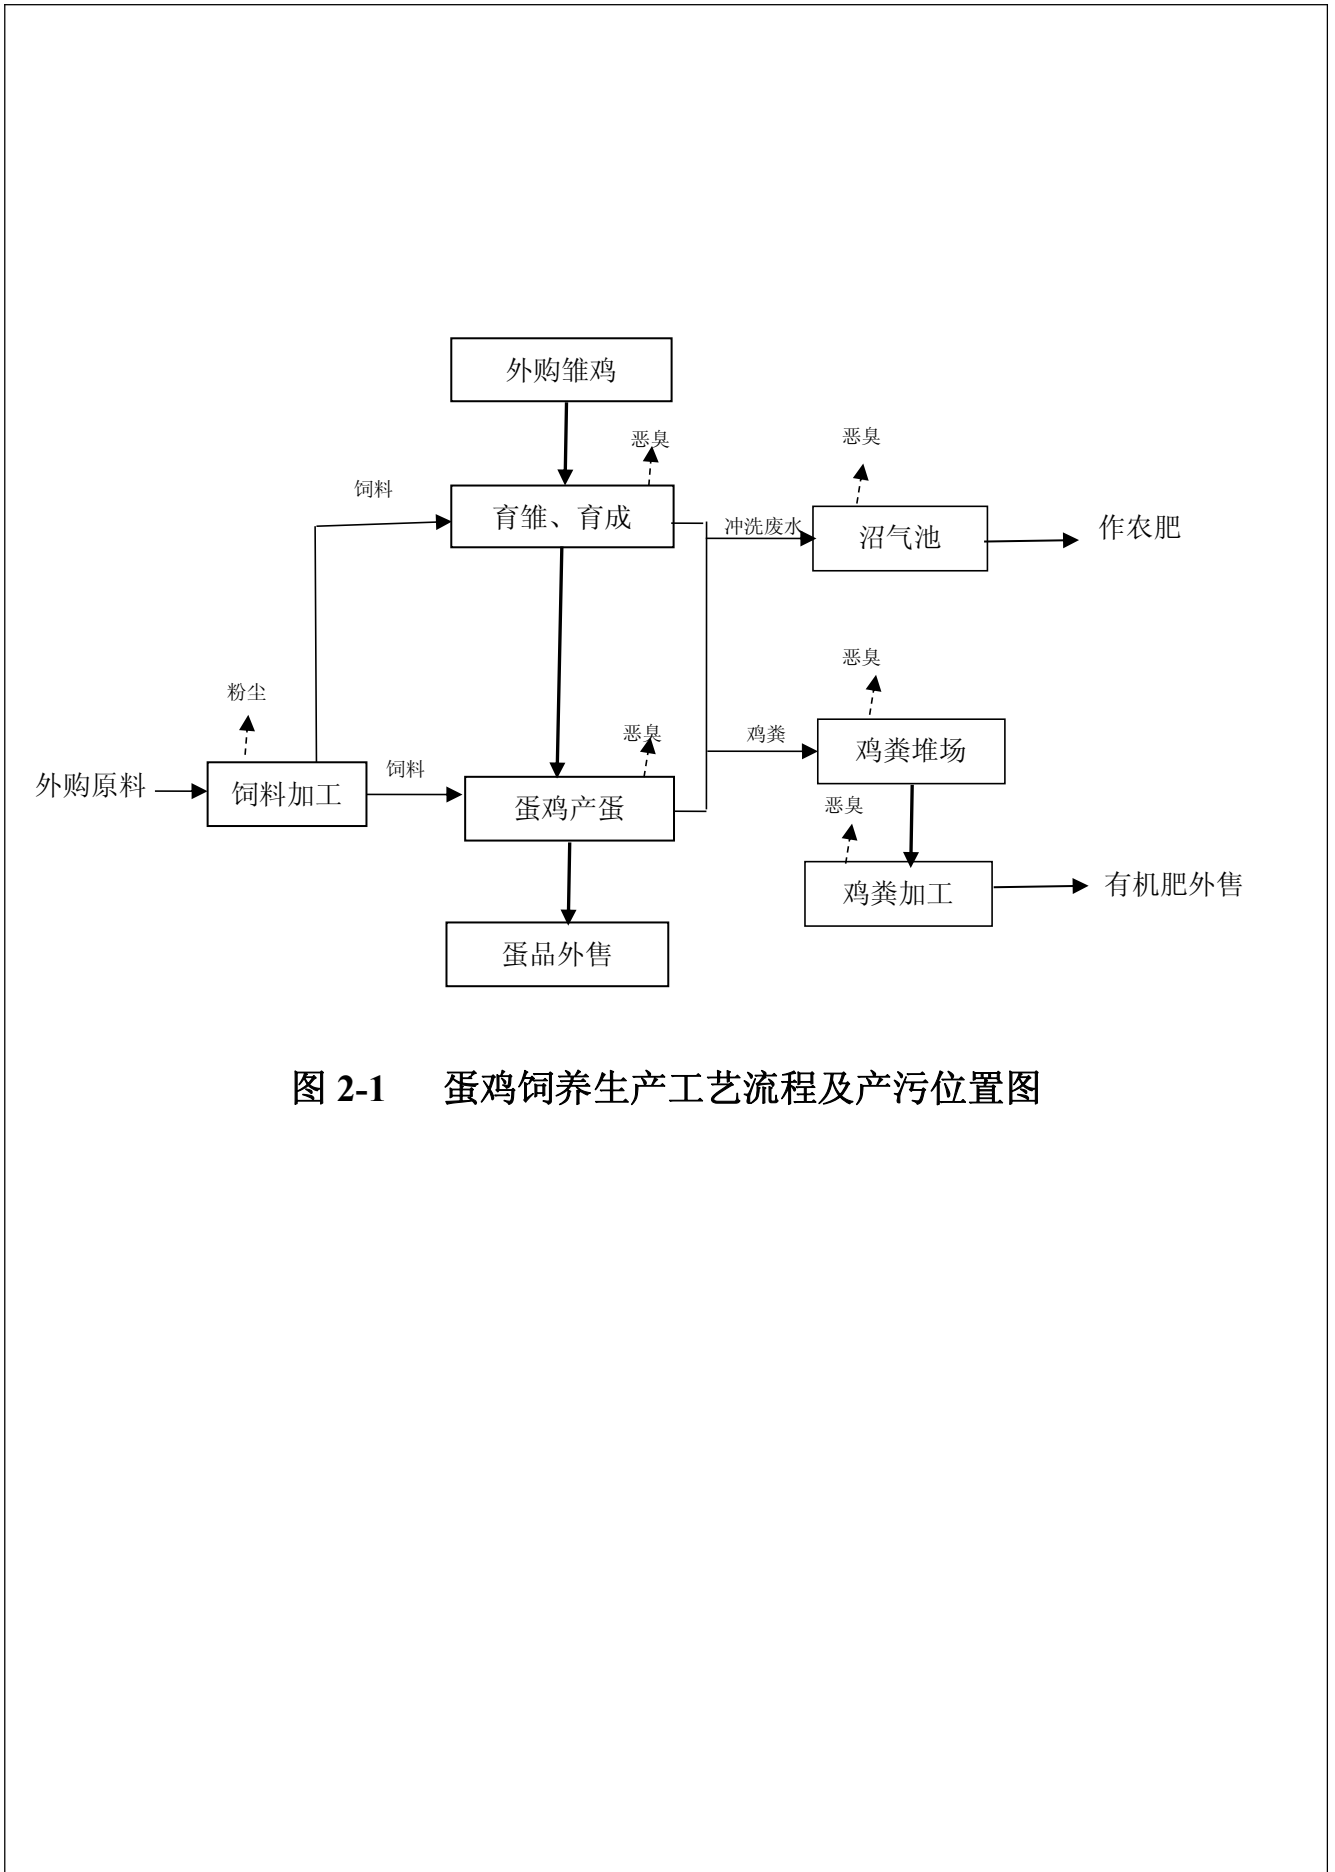 外购雏鸡
恶臭
恶臭
饲料
育雏、育成
冲洗废水
沼气池
作农肥
恶臭
粉尘
恶臭
鸡粪
鸡粪堆场
外购原料
饲料加工
饲料
蛋鸡产蛋
恶臭
鸡粪加工
有机肥外售
蛋品外售
图 2-1 蛋鸡饲养生产工艺流程及产污位置图